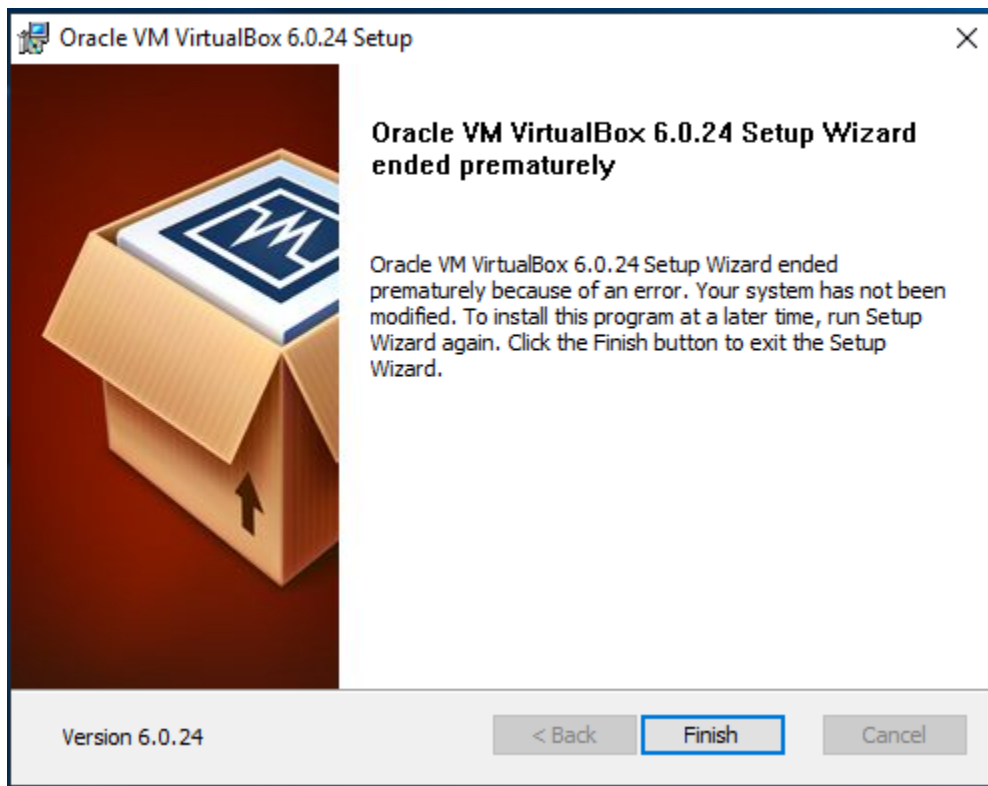 Oracle VM VirtualBox 6.0.24 Setup
Oracle VM VirtualBox 6.0.24 Setup Wizard
ended prematurely
Oracle VM VirtualBox 6.0.24 Setup Wizard ended
prematurely because of an error. Your system has not been
modified. To install this program at a later time, run Setup
Wizard again. Click the Finish button to exit the Setup
Wizard.
Version 6.0.24
< Back
Finish
Cancel